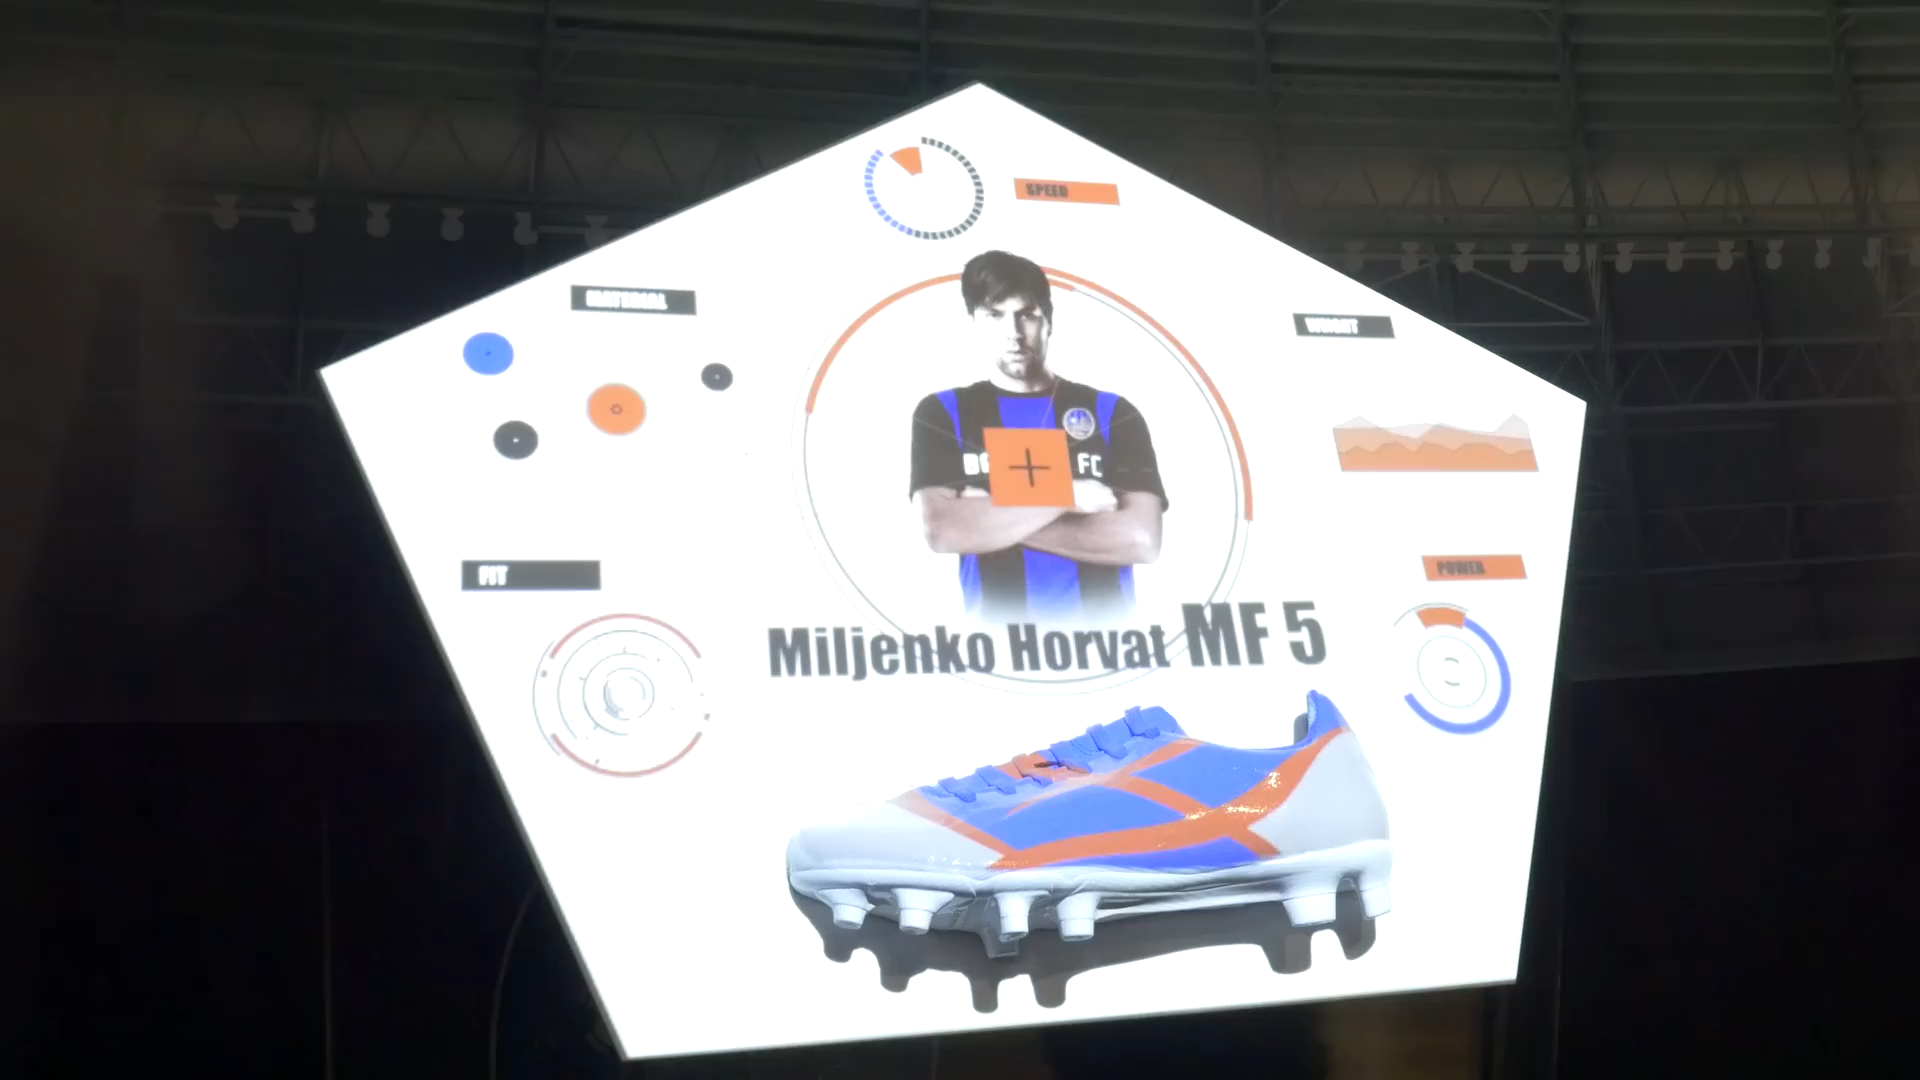 SPEED
MATERIAL
WEIGHT
FC
FIT
POWER
Miljenko Horvat MF 5